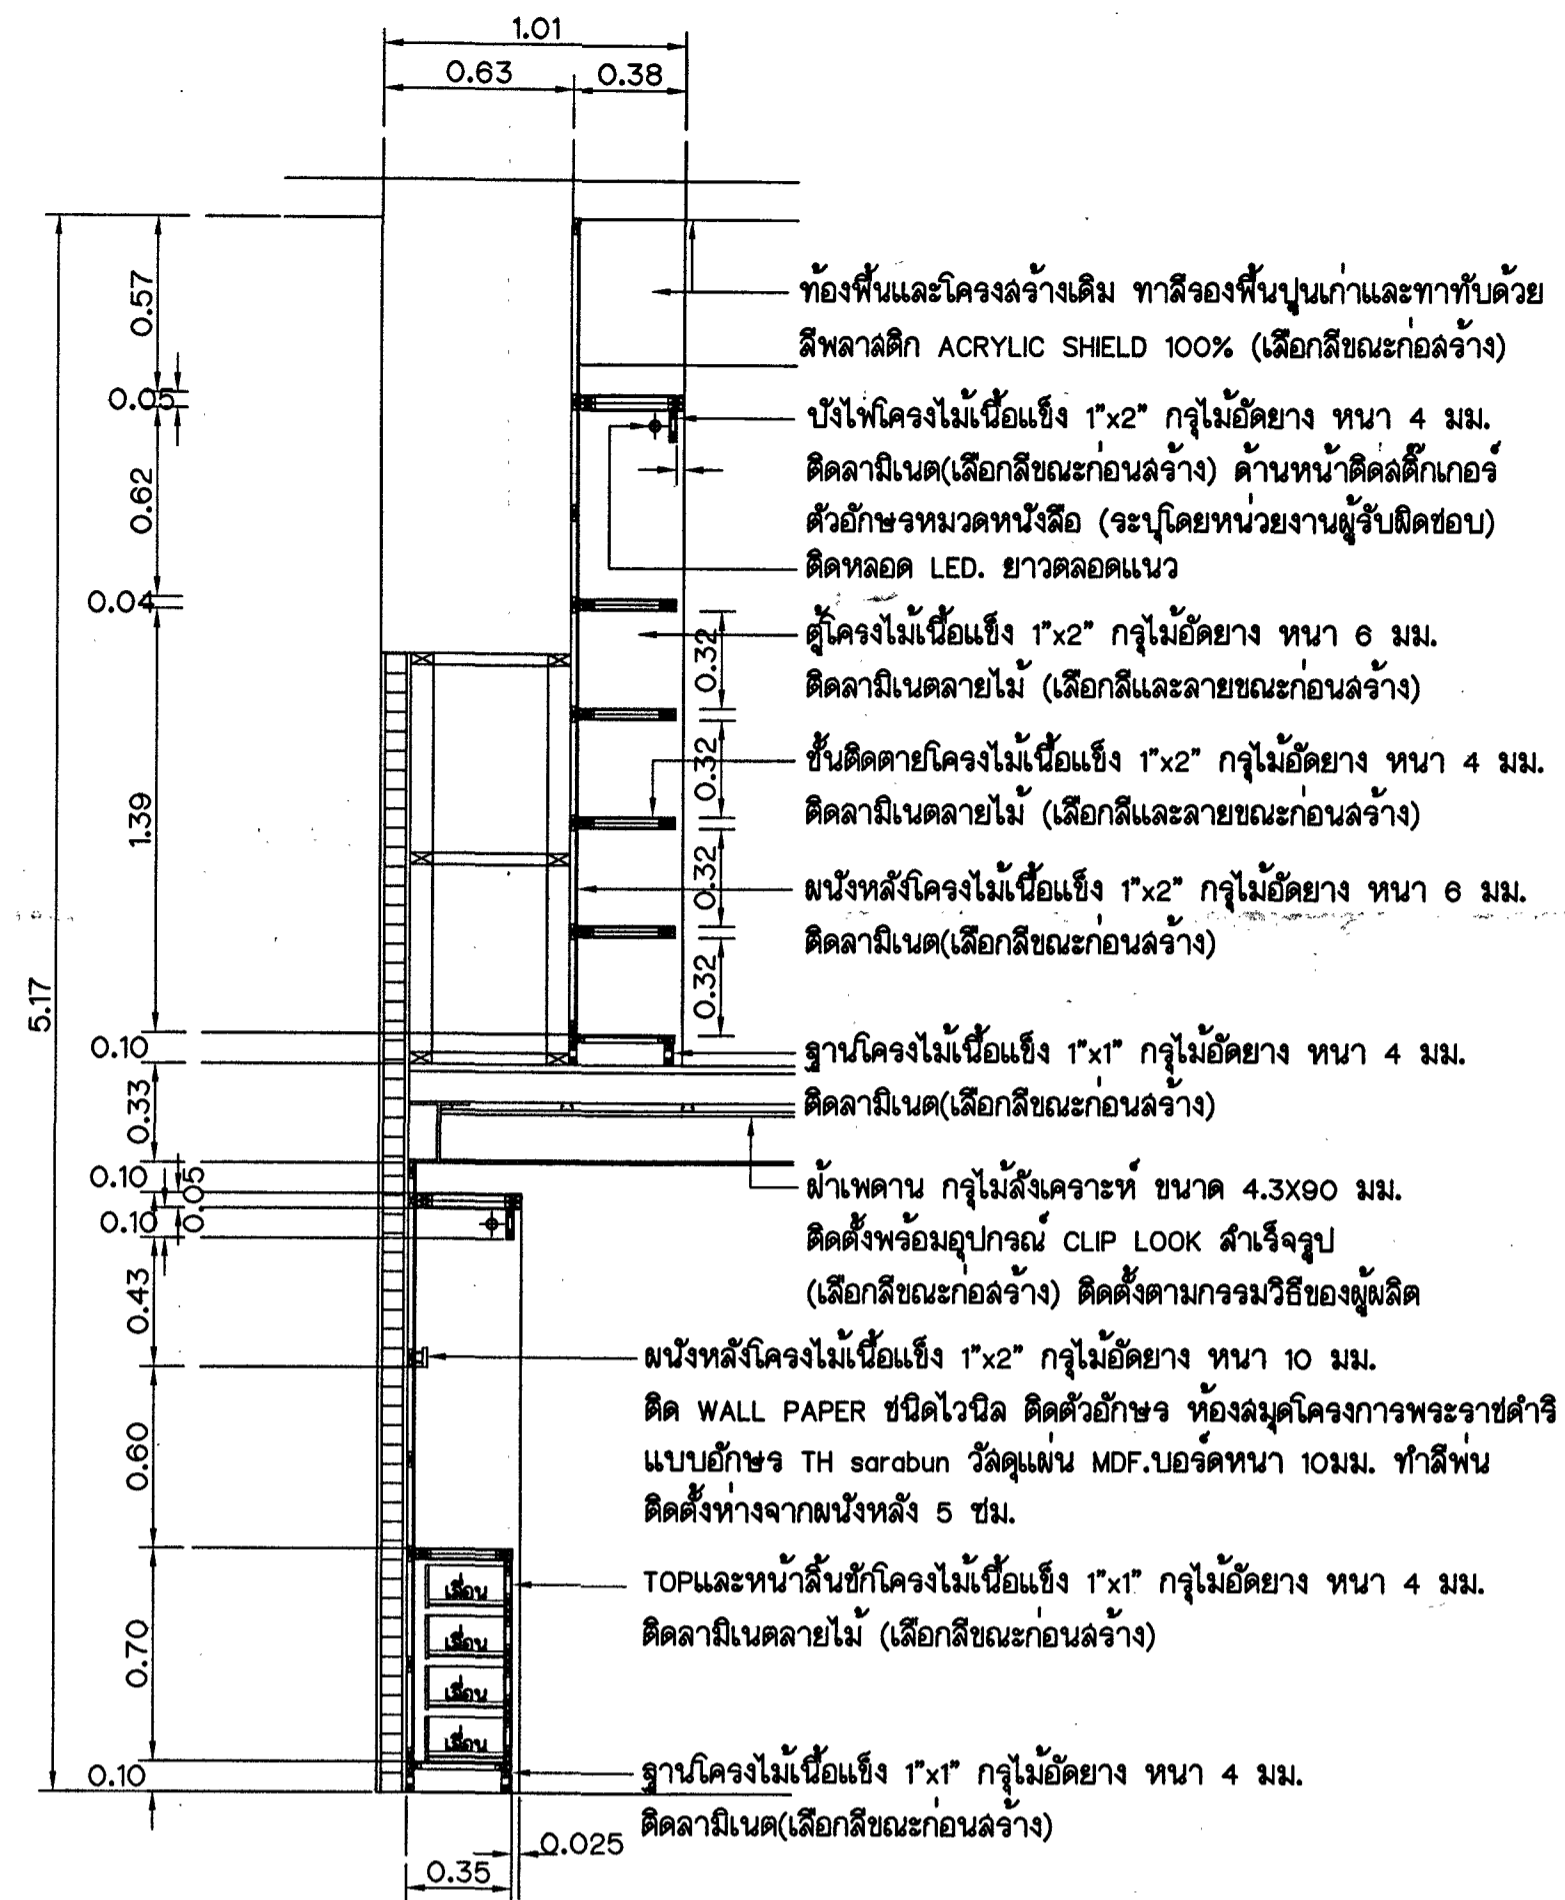 1.01
0.63
0.38
0.57
0.05
0.62
0.04
1.39
0.10
0.33
0.10
0.05
0.10
0.43
0.60
0.70
0.10
5.17
0.32
0.32
0.32
0.32
ท้องพื้นและโครงสร้างเดิม ทาสีรองพื้นปูนเก่าและทาทับด้วย
สีพลาสติก ACRYLIC SHIELD 100% (เลือกสีขณะก่อสร้าง)
บังไฟโครงไม้เนื้อแข็ง 1"x2" กรุไม้อัดยาง หนา 4 มม.
ติดลามิเนต(เลือกสีขณะก่อนสร้าง) ด้านหน้าติดสติ๊กเกอร์
ตัวอักษรหมวดหนังสือ (ระบุโดยหน่วยงานผู้รับผิดชอบ)
ติดหลอด LED. ยาวตลอดแนว
ตู้โครงไม้เนื้อแข็ง 1"x2" กรุไม้อัดยาง หนา 6 มม.
ติดลามิเนตลายไม้ (เลือกสีและลายขณะก่อนสร้าง)
ชั้นติดตายโครงไม้เนื้อแข็ง 1"x2" กรุไม้อัดยาง หนา 4 มม.
ติดลามิเนตลายไม้ (เลือกสีและลายขณะก่อนสร้าง)
ผนังหลังโครงไม้เนื้อแข็ง 1"x2" กรุไม้อัดยาง หนา 6 มม.
ติดลามิเนต(เลือกสีขณะก่อนสร้าง)
ฐานโครงไม้เนื้อแข็ง 1"x1" กรุไม้อัดยาง หนา 4 มม.
ติดลามิเนต(เลือกสีขณะก่อนสร้าง)
ฝ้าเพดาน กรุไม้สังเคราะห์ ขนาด 4.3X90 มม.
ติดตั้งพร้อมอุปกรณ์ CLIP LOOK สำเร็จรูป
(เลือกสีขณะก่อสร้าง) ติดตั้งตามกรรมวิธีของผู้ผลิต
ผนังหลังโครงไม้เนื้อแข็ง 1"x2" กรุไม้อัดยาง หนา 10 มม.
ติด WALL PAPER ชนิดไวนิล ติดตัวอักษร ห้องสมุดโครงการพระราชดำริ
แบบอักษร TH sarabun วัสดุแผ่น MDF.บอร์ดหนา 10มม. ทำสีพ่น
ติดตั้งห่างจากผนังหลัง 5 ซม.
TOPและหน้าลิ้นชักโครงไม้เนื้อแข็ง 1"x1" กรุไม้อัดยาง หนา 4 มม.
ติดลามิเนตลายไม้ (เลือกสีขณะก่อนสร้าง)
เลื่อน
เลื่อน
เลื่อน
เลื่อน
ฐานโครงไม้เนื้อแข็ง 1"x1" กรุไม้อัดยาง หนา 4 มม.
ติดลามิเนต(เลือกสีขณะก่อนสร้าง)
0.025
0.35